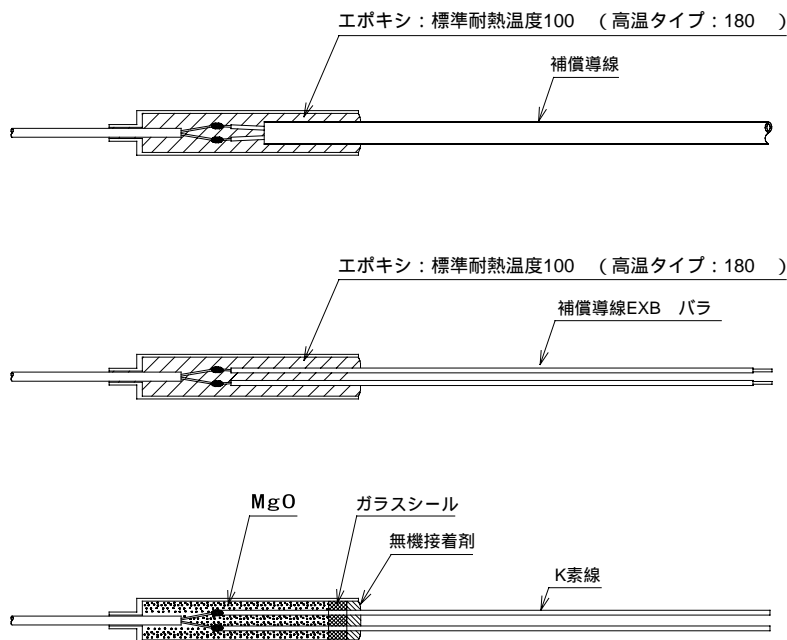 エポキシ：標準耐熱温度100　（高温タイプ：180　）
補償導線
エポキシ：標準耐熱温度100　（高温タイプ：180　）
補償導線EXB　バラ
MgO
ガラスシール
無機接着剤
K素線